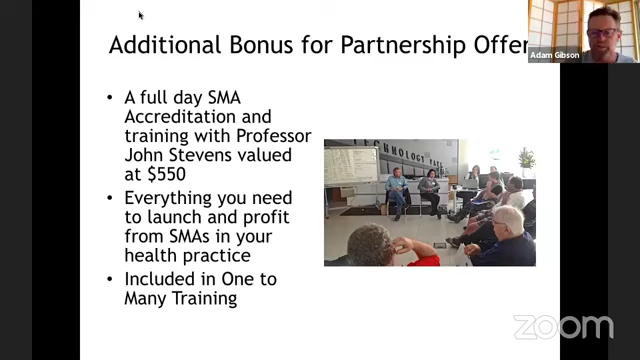 Additional Bonus for Partnership Offer
Adam Gibson
• A full day SMA
Accreditation and
training with Professor
John Stevens valued
at $550
• Everything you need
to launch and profit
from SMAs in your
health practice
• Included in One to
Many Training
TECHNOLOGY PARK
zoom